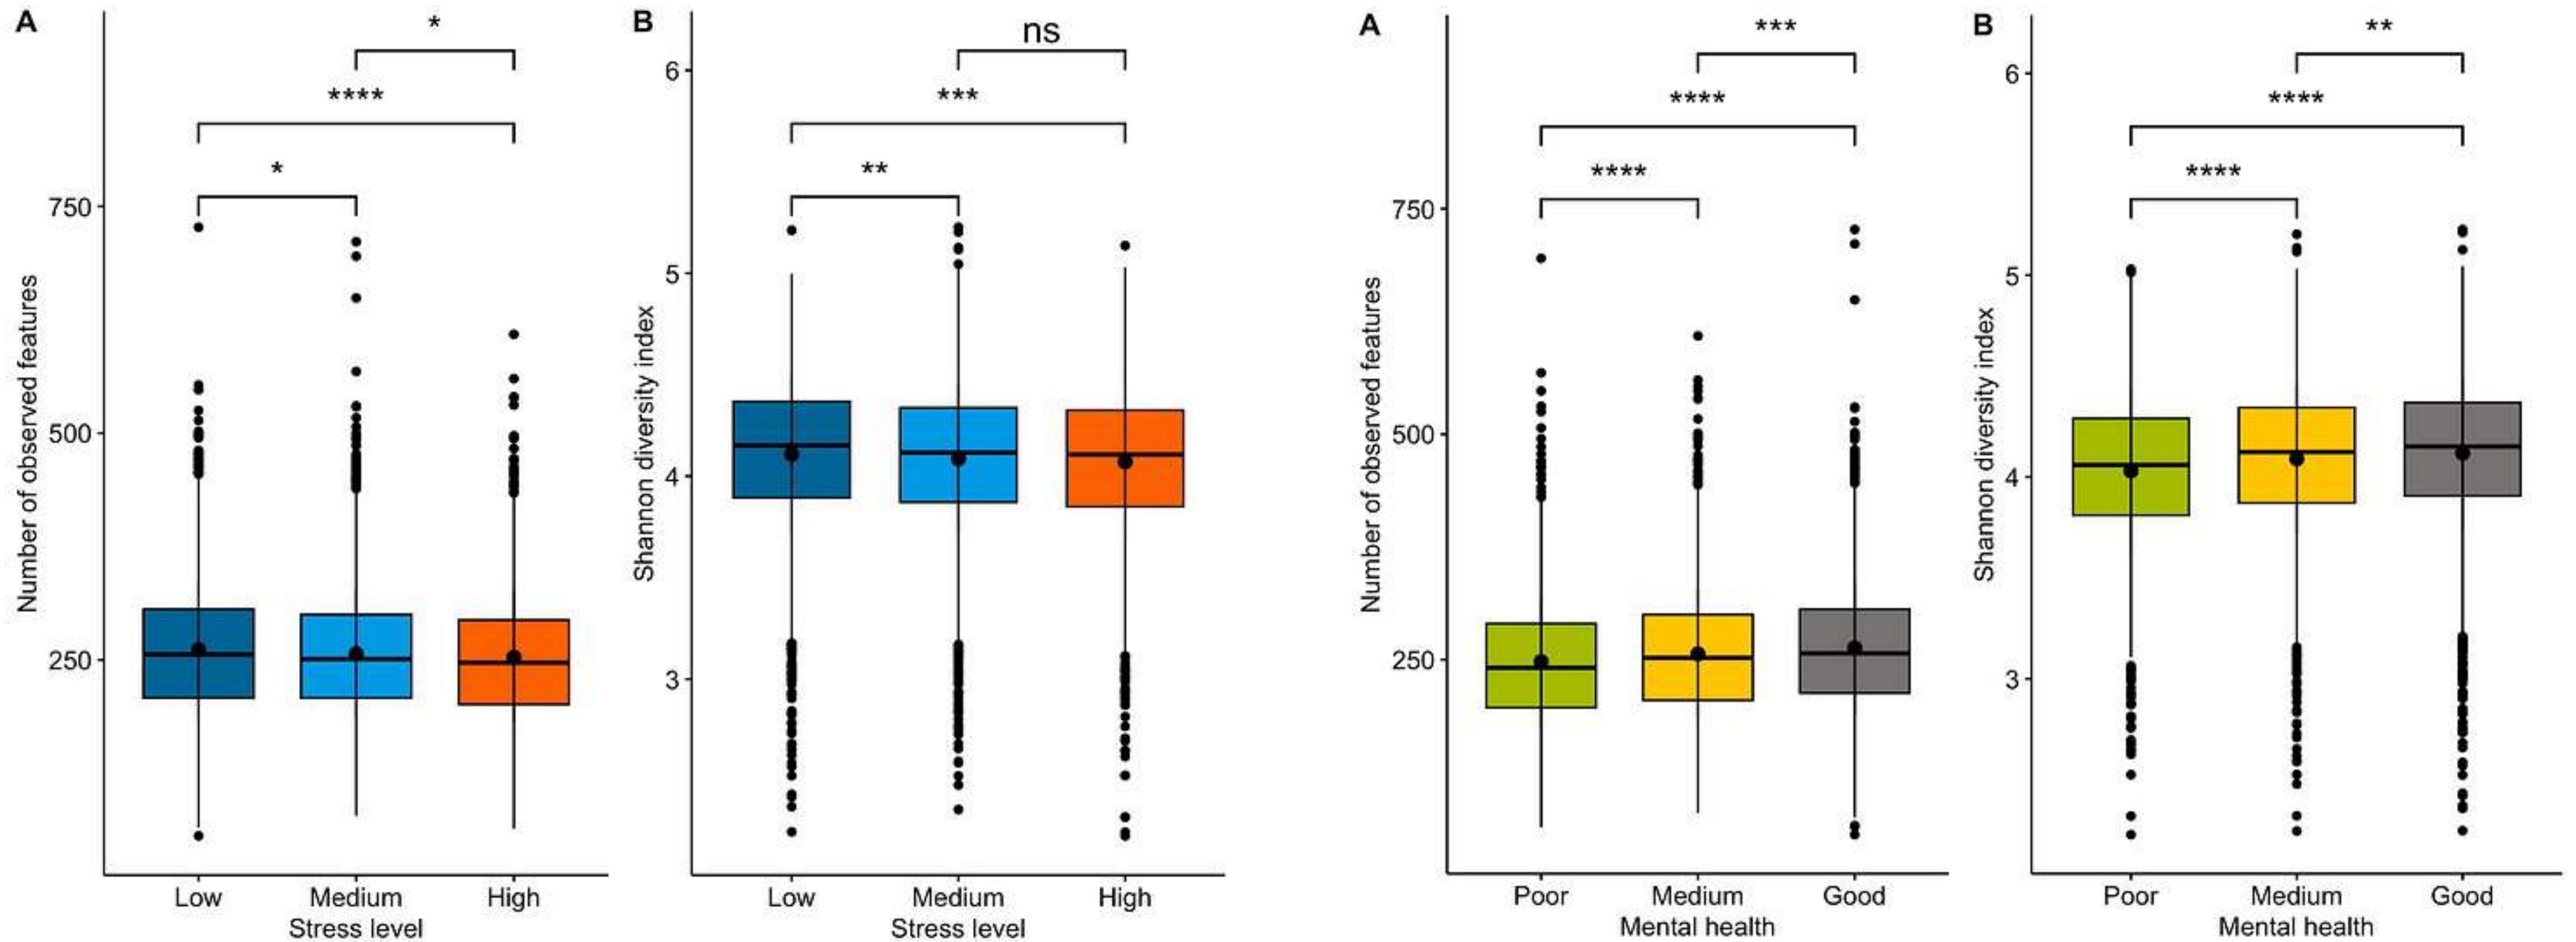 A
*
****
*
750
500
250
Number of observed features
Low Medium High
Stress level
B
ns
***
**
6
5
4
3
Shannon diversity index
Low Medium High
Stress level
A
***
****
****
750
500
250
Number of observed features
Poor Medium Good
Mental health
B
**
****
****
6
5
4
3
Shannon diversity index
Poor Medium Good
Mental health